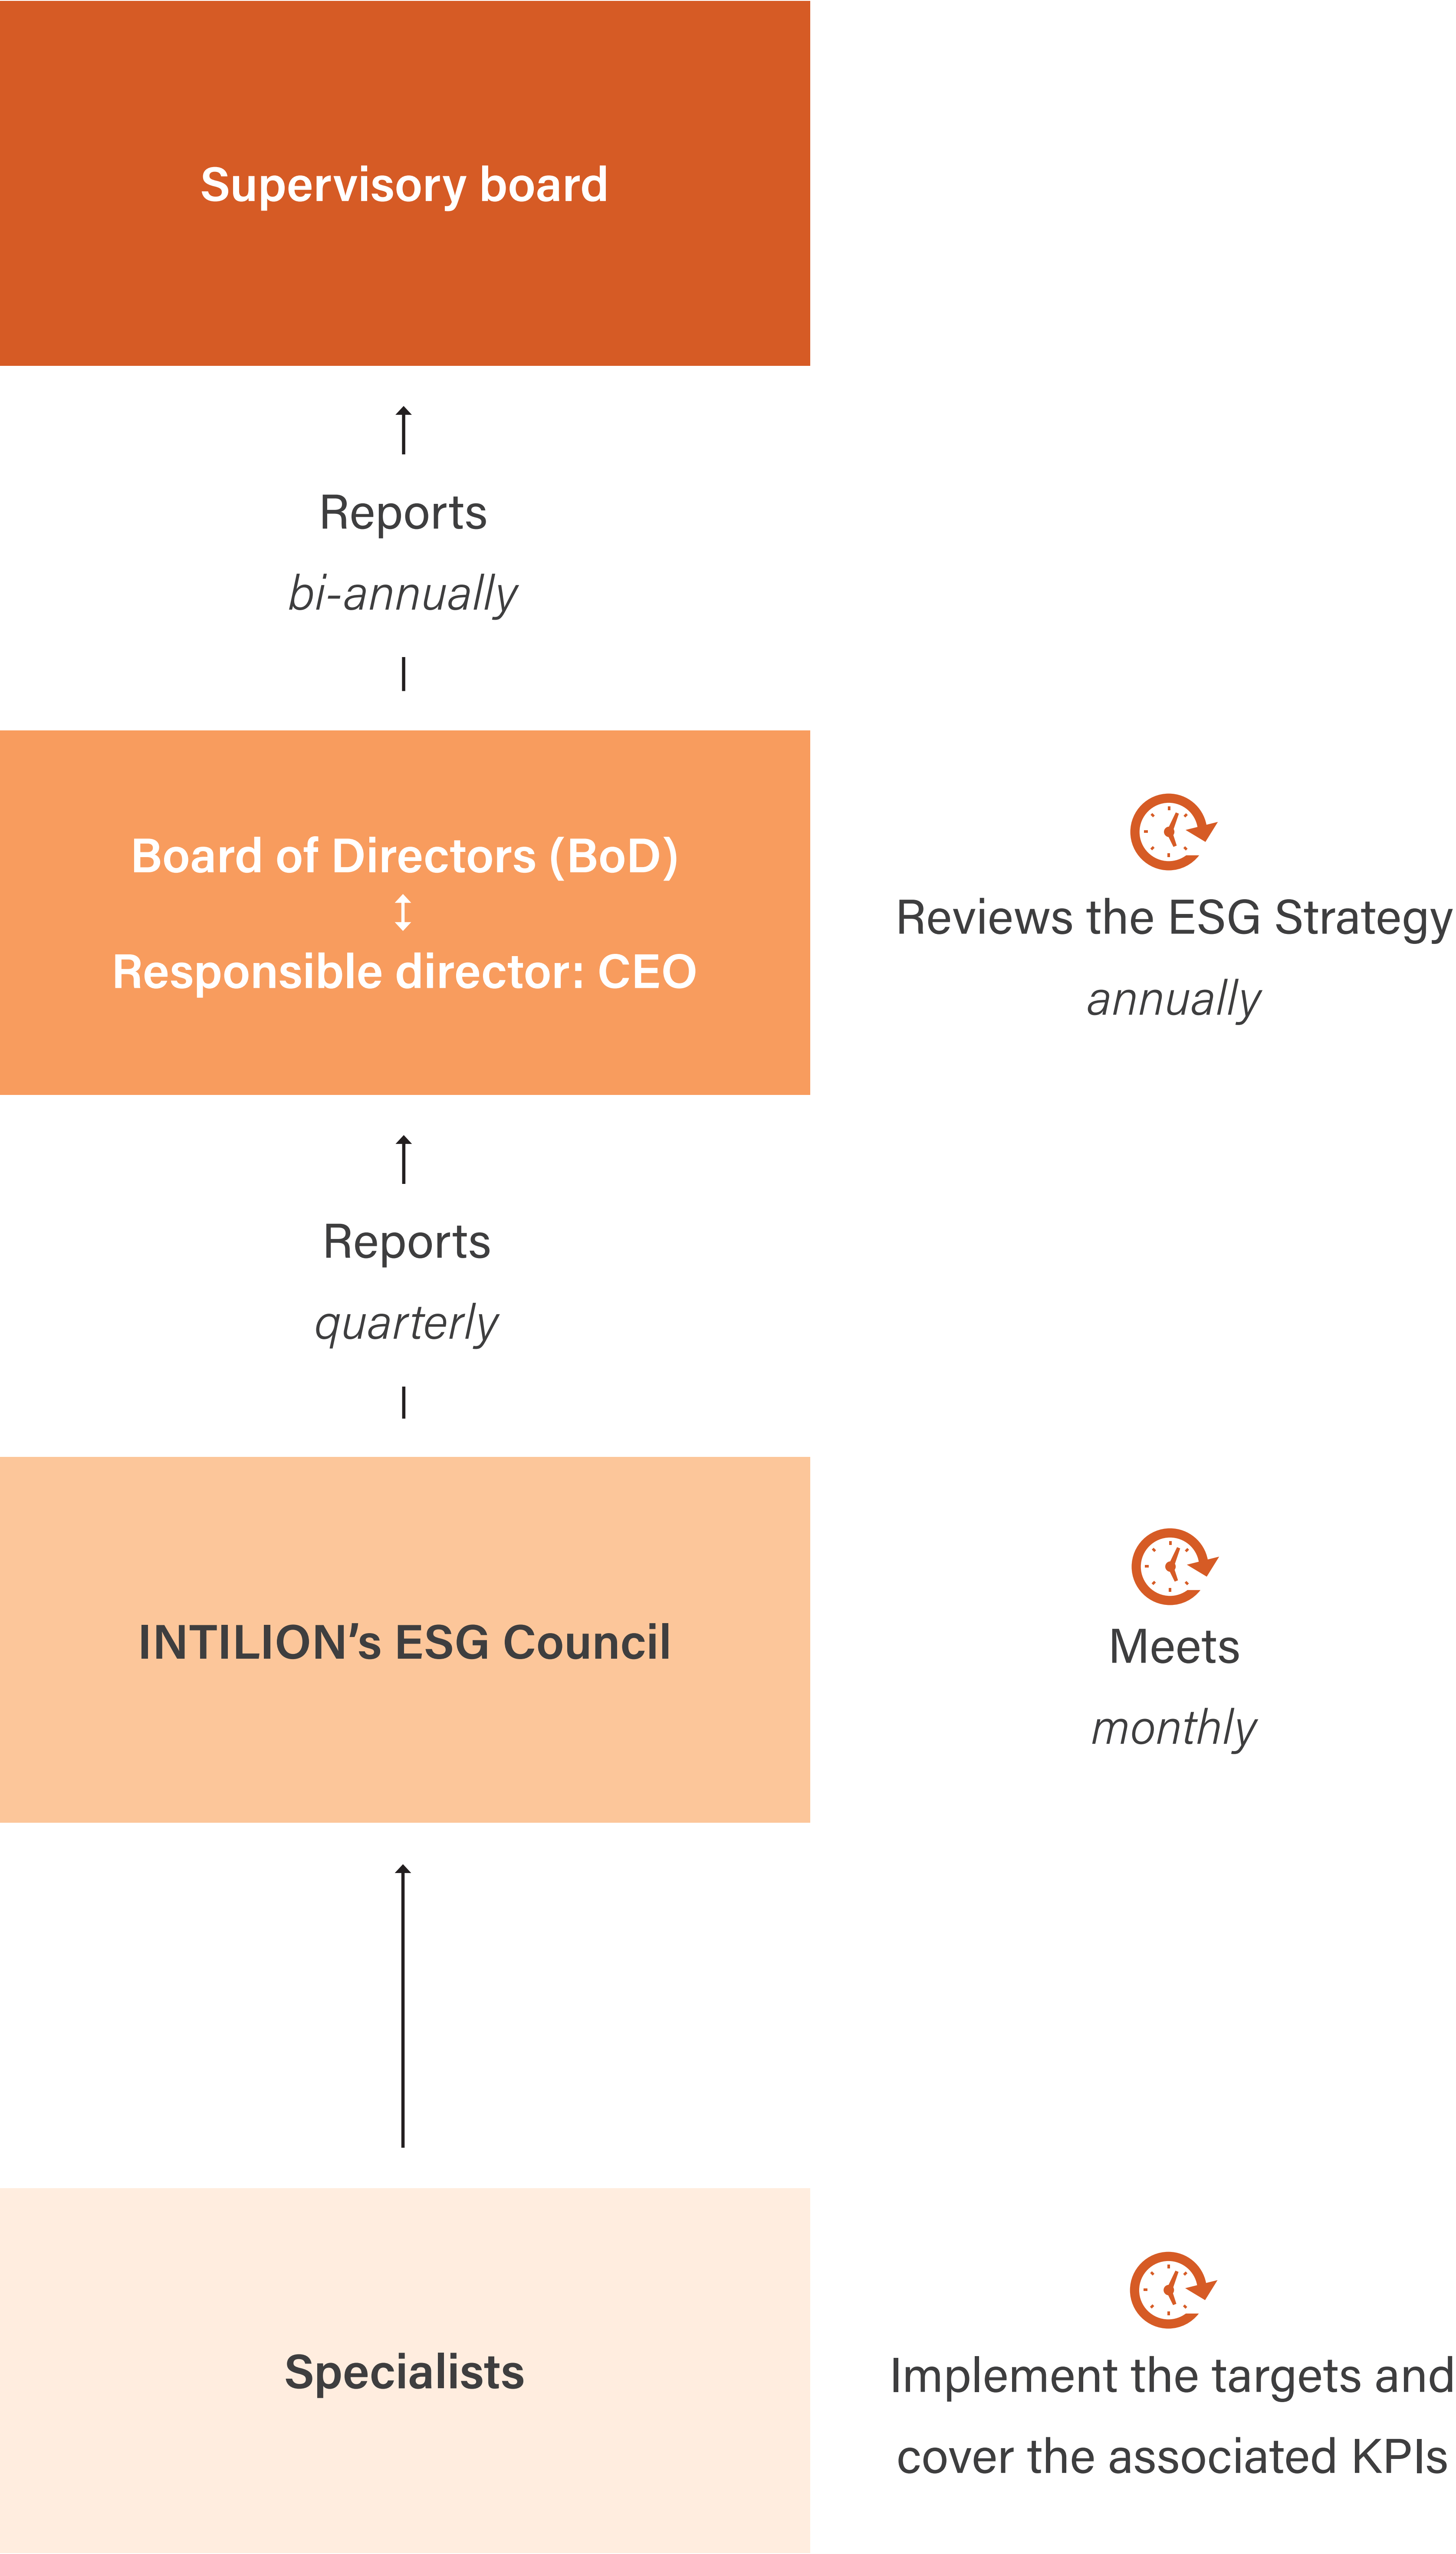 Supervisory board
Reports
bi-annually
Board of Directors (BoD)
Responsible director: CEO
Reviews the ESG Strategy
annually
Reports
quarterly
INTILION’s ESG Council
Meets
monthly
Specialists
Implement the targets and
cover the associated KPIs